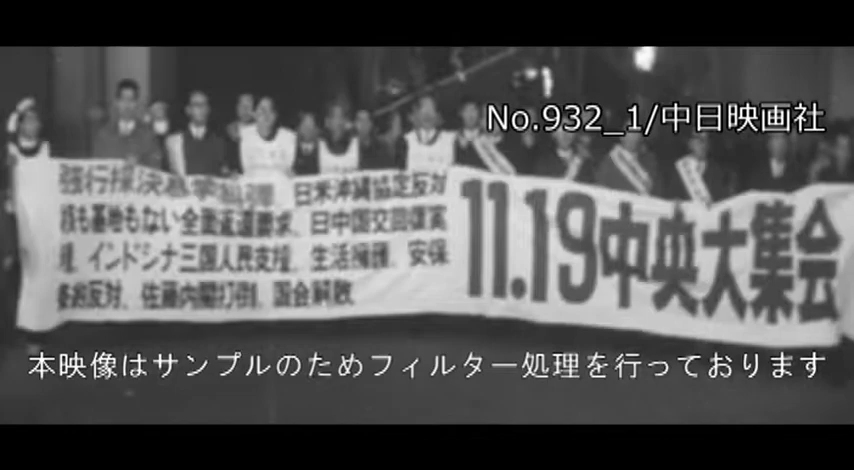 No.932_1/中日映画社
強行採決 日米沖縄協定反対
核も基地もない全面返還要求、日中国交回復実
現、インドシナ三国人民支援、生活擁護、安保
条約反対、佐藤内閣打倒、国会解散
11.19中央大集会
本映像はサンプルのためフィルター処理を行っております